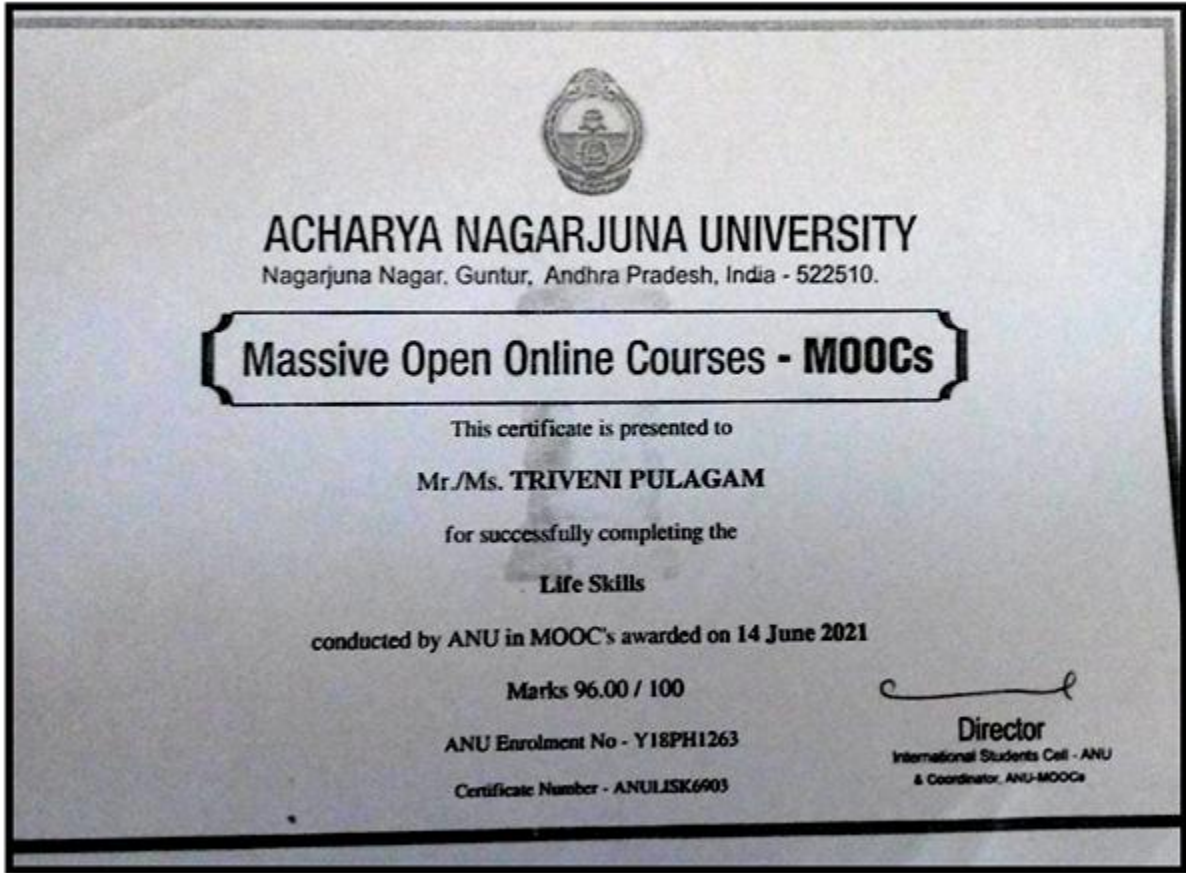 ACHARYA NAGARJUNA UNIVERSITY
Nagarjuna Nagar, Guntur, Andhra Pradesh, India - 522510.
Massive Open Online Courses - MOOCs
This certificate is presented to
Mr./Ms. TRIVENI PULAGAM
for successfully completing the
Life Skills
conducted by ANU in MOOC's awarded on 14 June 2021
Marks 96.00 / 100
ANU Enrolment No - Y18PH1263
Certificate Number - ANULISK6903
Director
International Students Cell - ANU
& Coordinator, ANU-MOOCs